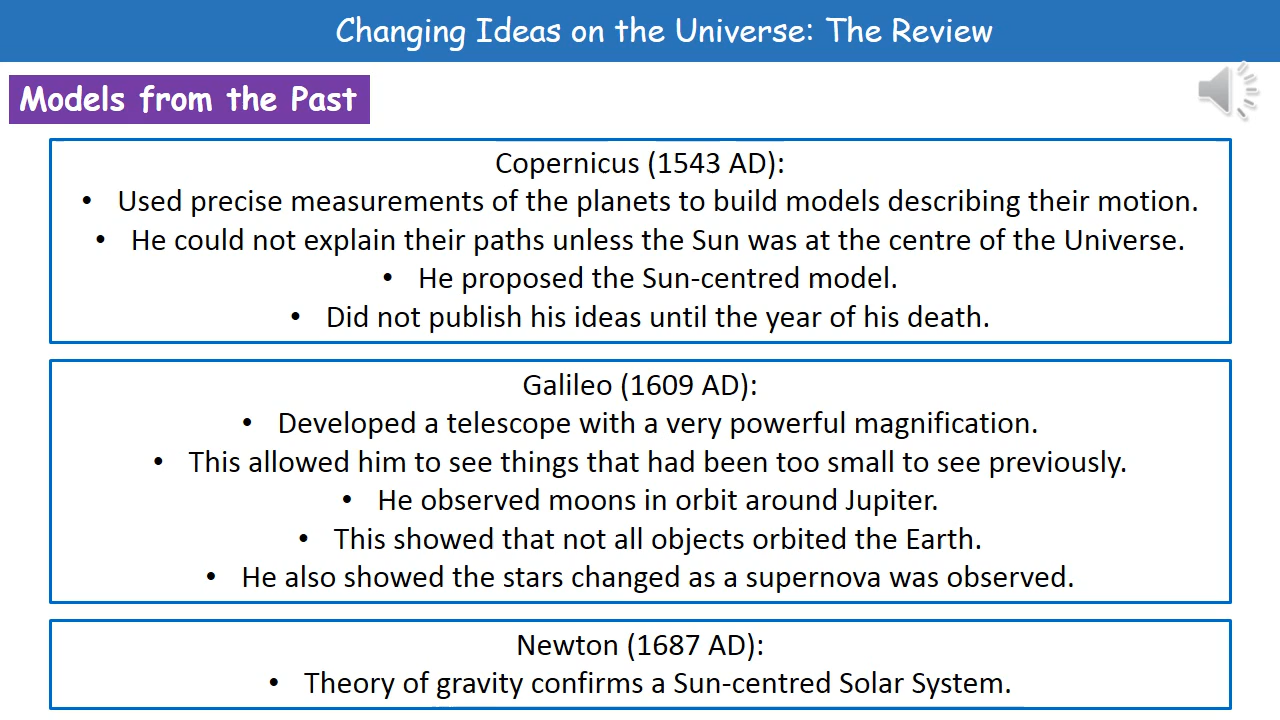 Changing Ideas on the Universe: The Review
Models from the Past
Copernicus (1543 AD):
• Used precise measurements of the planets to build models describing their motion.
• He could not explain their paths unless the Sun was at the centre of the Universe.
• He proposed the Sun-centred model.
• Did not publish his ideas until the year of his death.
Galileo (1609 AD):
• Developed a telescope with a very powerful magnification.
• This allowed him to see things that had been too small to see previously.
• He observed moons in orbit around Jupiter.
• This showed that not all objects orbited the Earth.
• He also showed the stars changed as a supernova was observed.
Newton (1687 AD):
• Theory of gravity confirms a Sun-centred Solar System.